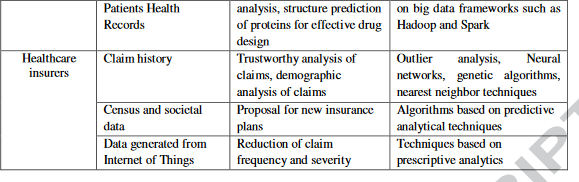 Patients Health
Records
analysis, structure prediction
of proteins for effective drug
design
on big data frameworks such as
Hadoop and Spark
Healthcare
insurers
Claim history
Trustworthy analysis of
claims, demographic
analysis of claims
Outlier analysis, Neural
networks, genetic algorithms,
nearest neighbor techniques
Census and societal
data
Proposal for new insurance
plans
Algorithms based on predictive
analytical techniques
Data generated from
Internet of Things
Reduction of claim
frequency and severity
Techniques based on
prescriptive analytics